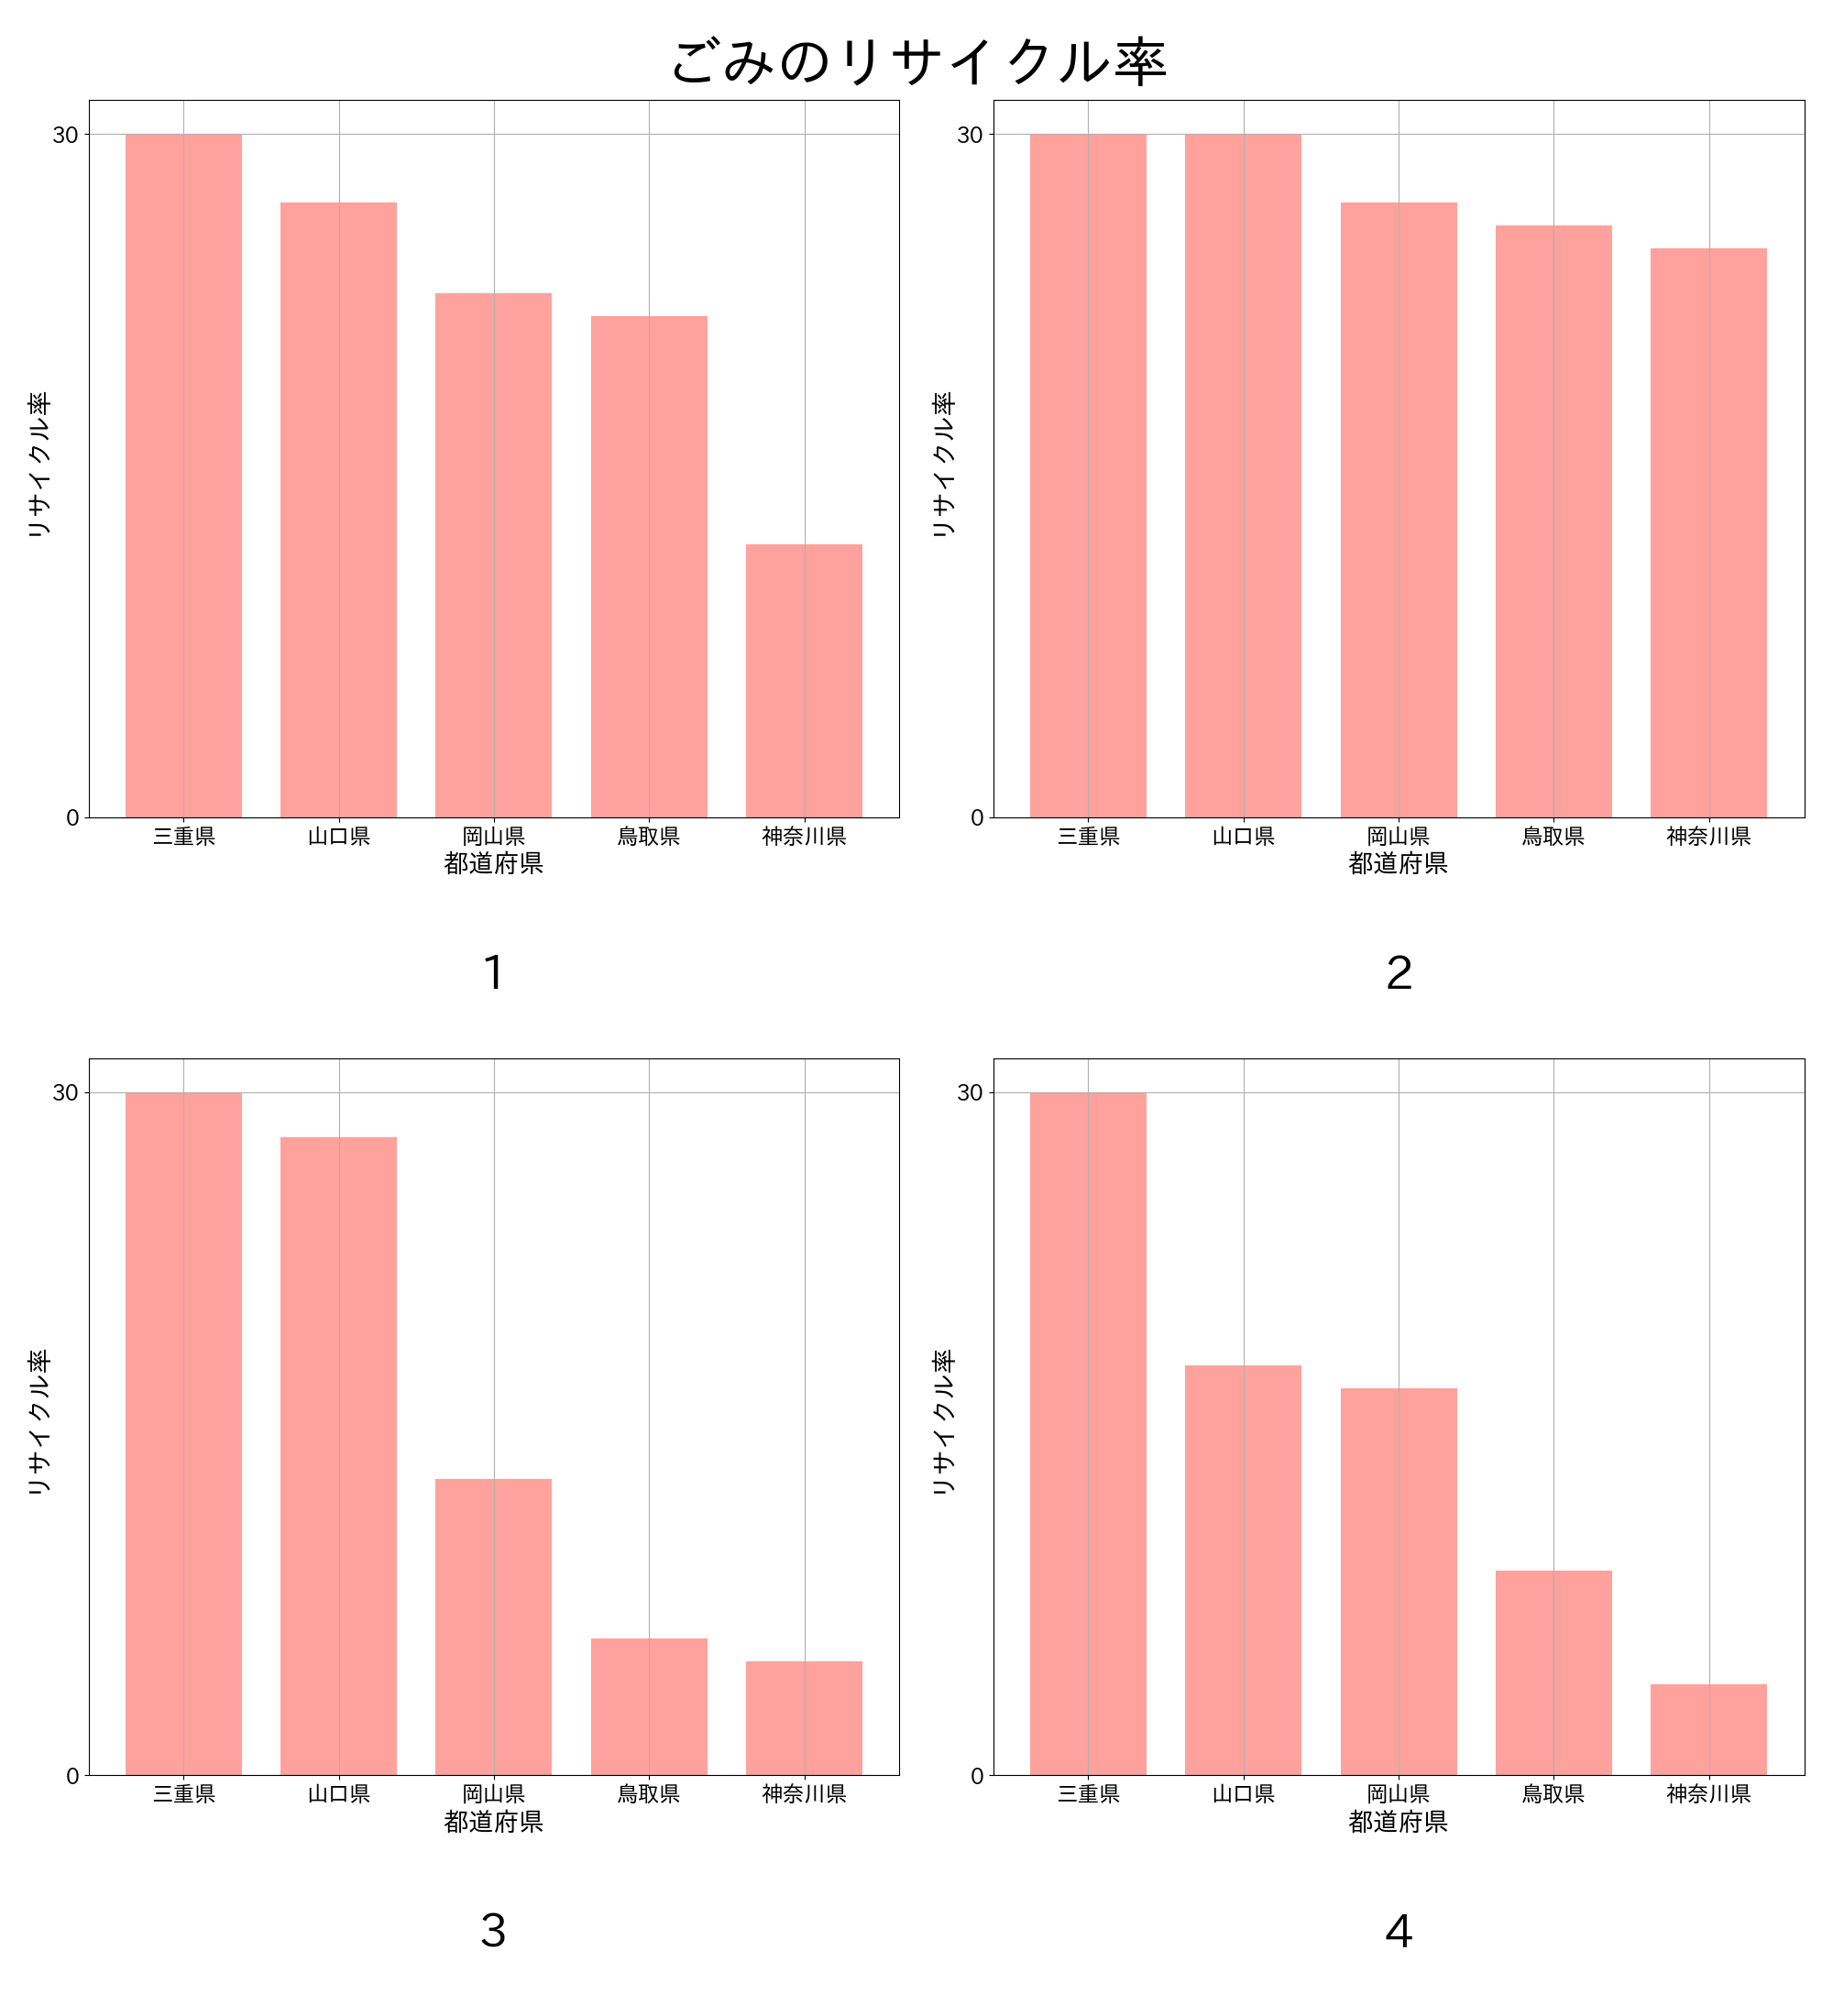 ごみのリサイクル率
30
0
リサイクル率
三重県 山口県 岡山県 鳥取県 神奈川県
都道府県
1
30
0
リサイクル率
三重県 山口県 岡山県 鳥取県 神奈川県
都道府県
2
30
0
リサイクル率
三重県 山口県 岡山県 鳥取県 神奈川県
都道府県
3
30
0
リサイクル率
三重県 山口県 岡山県 鳥取県 神奈川県
都道府県
4